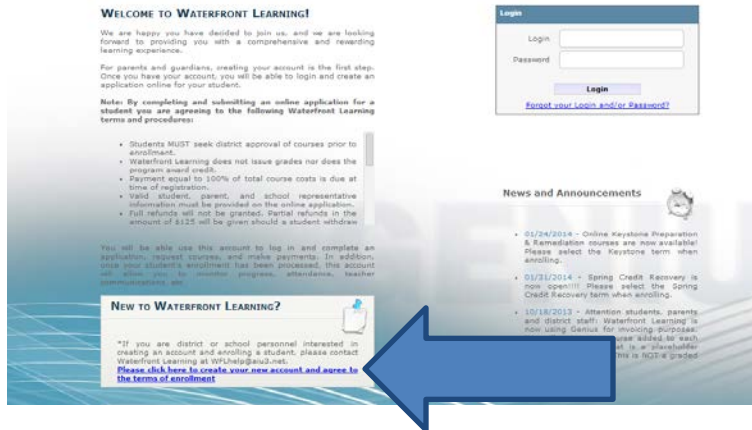 WELCOME TO WATERFRONT LEARNING!
We are happy you have decided to join us, and we are looking
forward to providing you with a comprehensive and rewarding
learning experience.
For parents and guardians, creating your account is the first step.
Once you have your account, you will be able to login and create an
application online for your student.
Note: By completing and submitting an online application for a
student you are agreeing to the following Waterfront Learning
terms and procedures:
• Students MUST seek district approval of courses prior to
enrollment.
• Waterfront Learning does not issue grades nor does the
program award credit.
• Payment equal to 100% of total course costs is due at
time of registration.
• Valid student, parent, and school representative
information must be provided on the online application.
• Full refunds will not be granted. Partial refunds in the
amount of $125 will be given should a student withdraw
You will be able use this account to log in and complete an
application, request courses, and make payments. In addition,
once your student's enrollment has been processed, this account
will allow you to monitor progress, attendance, teacher
communications, etc.
NEW TO WATERFRONT LEARNING?
*If you are district or school personnel interested in
creating an account and enrolling a student, please contact
Waterfront Learning at WFLhelp@aiu3.net.
Please click here to create your new account and agree to
the terms of enrollment
Login
Login
Password
Login
Forgot your Login and/or Password?
News and Announcements
• 01/24/2014 - Online Keystone Preparation
& Remediation courses are now available!
Please select the Keystone term when
enrolling.
• 01/31/2014 - Spring Credit Recovery is
now open!!!! Please select the Spring
Credit Recovery term when enrolling.
• 10/18/2013 - Attention students, parents
and district staff: Waterfront Learning is
now using Genius for invoicing purposes.
course added to each
that is a placeholder
This is NOT a graded